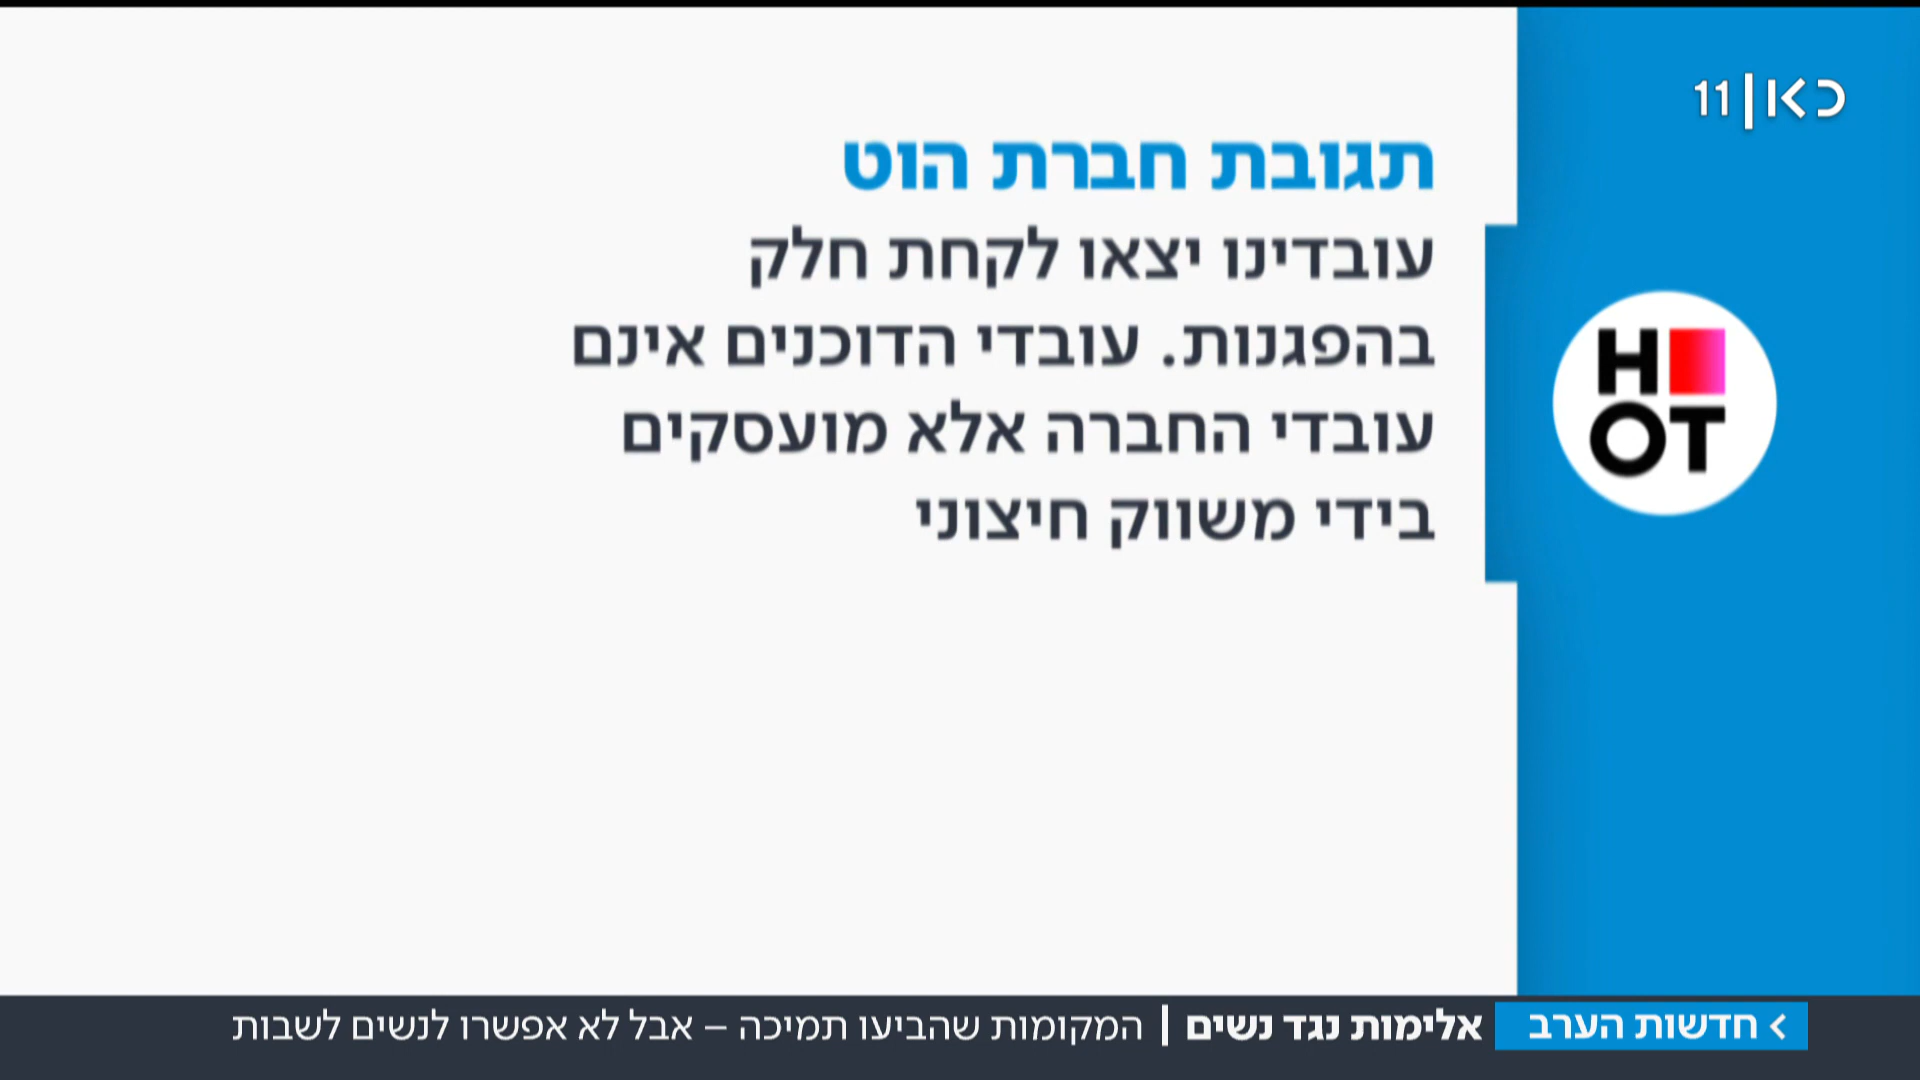 כאן 11
תגובת חברת הוט
עובדינו יצאו לקחת חלק
בהפגנות. עובדי הדוכנים אינם
עובדי החברה אלא מועסקים
בידי משווק חיצוני
H
OT
חדשות הערב
אלימות נגד נשים | המקומות שהביעו תמיכה – אבל לא אפשרו לנשים לשבות